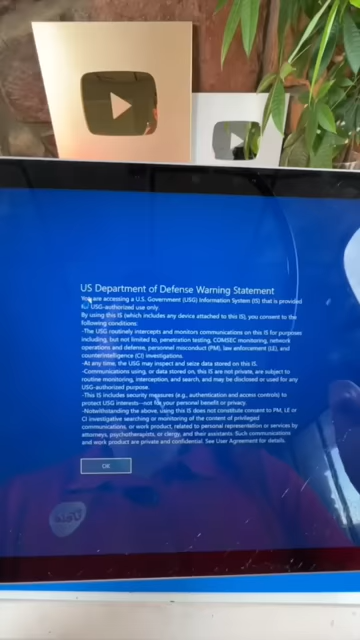 US Department of Defense Warning Statement
You are accessing a U.S. Government (USG) Information System (IS) that is provided
for USG-authorized use only.
By using this IS (which includes any device attached to this IS), you consent to the
following conditions:
-The USG routinely intercepts and monitors communications on this IS for purposes
including, but not limited to, penetration testing, COMSEC monitoring, network
operations and defense, personnel misconduct (PM), law enforcement (LE), and
counterintelligence (CI) investigations.
-At any time, the USG may inspect and seize data stored on this IS.
-Communications using, or data stored on, this IS are not private, are subject to
routine monitoring, interception, and search, and may be disclosed or used for any
USG-authorized purpose.
-This IS includes security measures (e.g., authentication and access controls) to
protect USG interests--not for your personal benefit or privacy.
-Notwithstanding the above, using this IS does not constitute consent to PM, LE or
CI investigative searching or monitoring of the content of privileged
communications, or work product, related to personal representation or services by
attorneys, psychotherapists, or clergy, and their assistants. Such communications
and work product are private and confidential. See User Agreement for details.
OK